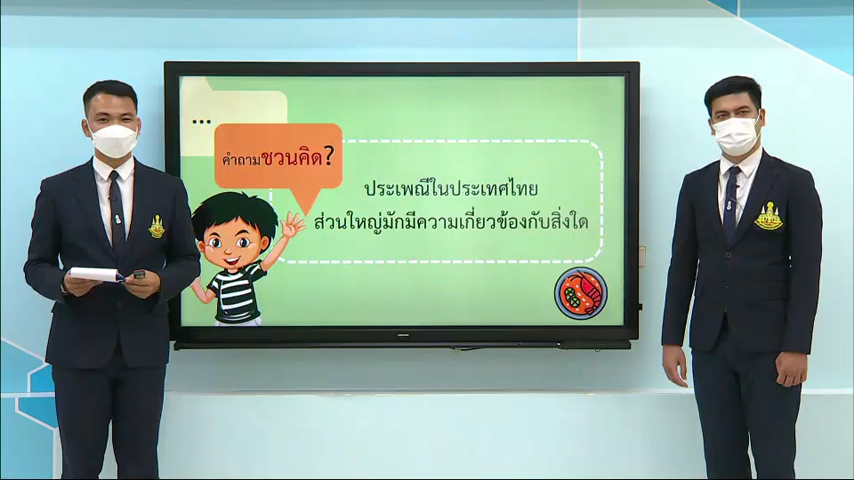 คำถามชวนคิด?
ประเพณีในประเทศไทย
ส่วนใหญ่มักมีความเกี่ยวข้องกับสิ่งใด